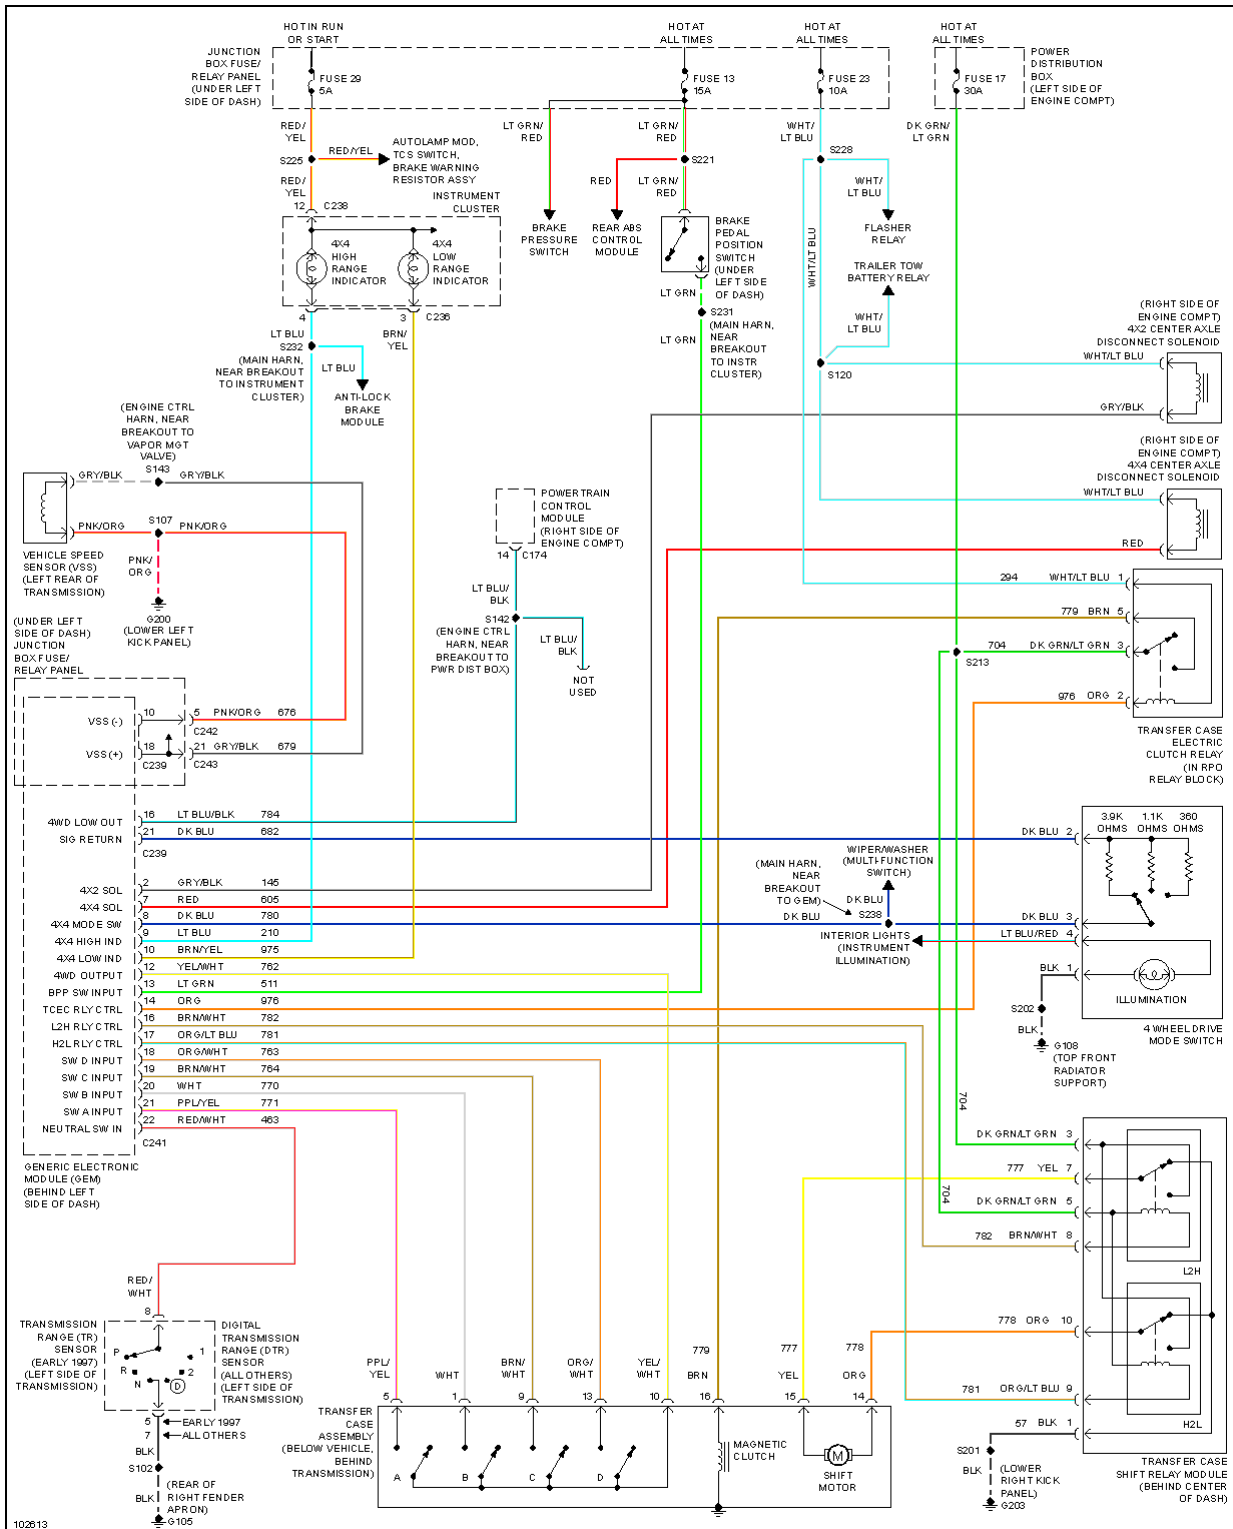 HOT IN RUN
OR START
HOT AT
ALL TIMES
HOT AT
ALL TIMES
HOT AT
ALL TIMES
JUNCTION
BOX FUSE/
RELAY PANEL
(UNDER LEFT
SIDE OF DASH)
FUSE 29
5A
FUSE 13
15A
FUSE 23
10A
FUSE 17
30A
POWER
DISTRIBUTION
BOX
(LEFT SIDE OF
ENGINE COMPT)
RED/
YEL
LT GRN/
RED
LT GRN/
RED
WHT/
LT BLU
DK GRN/
LT GRN
S225
RED/YEL
AUTOLAMP MOD,
TCS SWITCH,
BRAKE WARNING
RESISTOR ASSY
S221
S228
RED/
YEL
RED
LT GRN/
RED
WHT/
LT BLU
12
C238
INSTRUMENT
CLUSTER
BRAKE
PRESSURE
SWITCH
REAR ABS
CONTROL
MODULE
BRAKE
PEDAL
POSITION
SWITCH
(UNDER
LEFT SIDE
OF DASH)
WHT/LT BLU
FLASHER
RELAY
4X4
HIGH
RANGE
INDICATOR
4X4
LOW
RANGE
INDICATOR
TRAILER TOW
BATTERY RELAY
LT GRN
S231
(MAIN HARN,
NEAR
BREAKOUT
TO INSTR
CLUSTER)
LT GRN
WHT/
LT BLU
S120
4
3
C236
LT BLU
S232
BRN/
YEL
(MAIN HARN,
NEAR BREAKOUT
TO INSTRUMENT
CLUSTER)
LT BLU
ANTI-LOCK
BRAKE
MODULE
(RIGHT SIDE OF
ENGINE COMPT)
4X2 CENTER AXLE
DISCONNECT SOLENOID
WHT/LT BLU
GRY/BLK
(RIGHT SIDE OF
ENGINE COMPT)
4X4 CENTER AXLE
DISCONNECT SOLENOID
WHT/LT BLU
RED
(ENGINE CTRL
HARN, NEAR
BREAKOUT TO
VAPOR MGT
VALVE)
S143
GRY/BLK
GRY/BLK
S107
PNK/ORG
PNK/ORG
VEHICLE SPEED
SENSOR (VSS)
(LEFT REAR OF
TRANSMISSION)
PNK/
ORG
G200
(LOWER LEFT
KICK PANEL)
POWERTRAIN
CONTROL
MODULE
(RIGHT SIDE OF
ENGINE COMPT)
14
C174
LT BLU/
BLK
S142
(ENGINE CTRL
HARN, NEAR
BREAKOUT TO
PWR DIST BOX)
LT BLU/
BLK
NOT
USED
294
WHT/LT BLU
1
779
BRN
5
704
DK GRN/LT GRN
3
S213
976
ORG
2
TRANSFER CASE
ELECTRIC
CLUTCH RELAY
(IN RPO
RELAY BLOCK)
(UNDER LEFT
SIDE OF DASH)
JUNCTION
BOX FUSE/
RELAY PANEL
VSS (-)
10
5
PNK/ORG
676
C242
VSS (+)
18
21
GRY/BLK
679
C239
C243
4WD LOW OUT
16
LT BLU/BLK
784
SIG RETURN
21
DK BLU
682
C239
4X2 SOL
2
GRY/BLK
145
4X4 SOL
7
RED
605
4X4 MODE SW
8
DK BLU
780
4X4 HIGH IND
9
LT BLU
210
4X4 LOW IND
10
BRN/YEL
975
4WD OUTPUT
12
YEL/WHT
762
BPP SW INPUT
13
LT GRN
511
TCEC RLY CTRL
14
ORG
976
L2H RLY CTRL
16
BRN/WHT
782
H2L RLY CTRL
17
ORG/LT BLU
781
SW D INPUT
18
ORG/WHT
763
SW C INPUT
19
BRN/WHT
764
SW B INPUT
20
WHT
770
SW A INPUT
21
PPL/YEL
771
NEUTRAL SW IN
22
RED/WHT
463
C241
GENERIC ELECTRONIC
MODULE (GEM)
(BEHIND LEFT
SIDE OF DASH)
3.9K
OHMS
1.1K
OHMS
360
OHMS
DK BLU
2
WIPER/WASHER
(MULTI-FUNCTION
SWITCH)
(MAIN HARN,
NEAR
BREAKOUT
TO GEM)
DK BLU
S238
DK BLU
DK BLU
3
INTERIOR LIGHTS
(INSTRUMENT
ILLUMINATION)
LT BLU/RED
4
BLK
1
ILLUMINATION
S202
BLK
G108
(TOP FRONT
RADIATOR
SUPPORT)
4 WHEEL DRIVE
MODE SWITCH
704
704
DK GRN/LT GRN
3
777
YEL
7
DK GRN/LT GRN
5
782
BRN/WHT
8
L2H
778
ORG
10
781
ORG/LT BLU
9
57
BLK
1
H2L
S201
BLK
(LOWER
RIGHT KICK
PANEL)
G203
TRANSFER CASE
SHIFT RELAY MODULE
(BEHIND CENTER
OF DASH)
RED/
WHT
8
TRANSMISSION
RANGE (TR)
SENSOR
(EARLY 1997)
(LEFT SIDE OF
TRANSMISSION)
P
R
N
D
2
1
DIGITAL
TRANSMISSION
RANGE (DTR)
SENSOR
(ALL OTHERS)
(LEFT SIDE OF
TRANSMISSION)
5
EARLY 1997
7
ALL OTHERS
BLK
S102
BLK
(REAR OF
RIGHT FENDER
APRON)
G105
PPL/
YEL
WHT
BRN/
WHT
ORG/
WHT
YEL/
WHT
779
BRN
777
YEL
778
ORG
5
1
9
13
10
16
15
14
TRANSFER
CASE
ASSEMBLY
(BELOW VEHICLE,
BEHIND
TRANSMISSION)
A
B
C
D
MAGNETIC
CLUTCH
M
SHIFT
MOTOR
102613